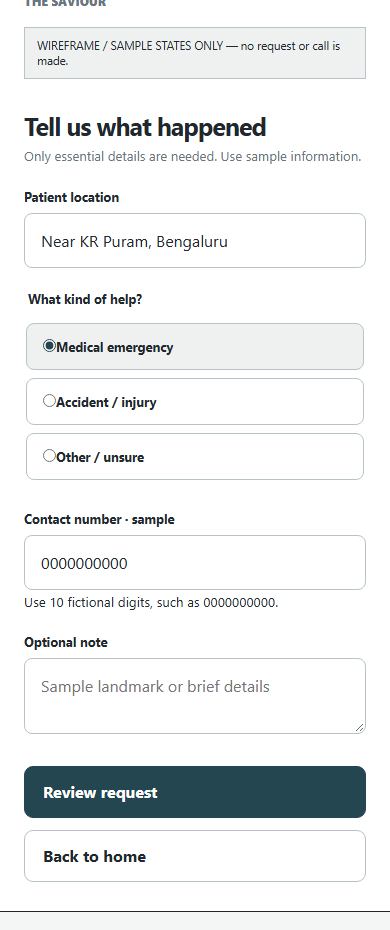 THE SAVIOUR
WIREFRAME / SAMPLE STATES ONLY — no request or call is
made.
Tell us what happened
Only essential details are needed. Use sample information.
Patient location
Near KR Puram, Bengaluru
What kind of help?
Medical emergency
Accident / injury
Other / unsure
Contact number · sample
0000000000
Use 10 fictional digits, such as 0000000000.
Optional note
Sample landmark or brief details
Review request
Back to home